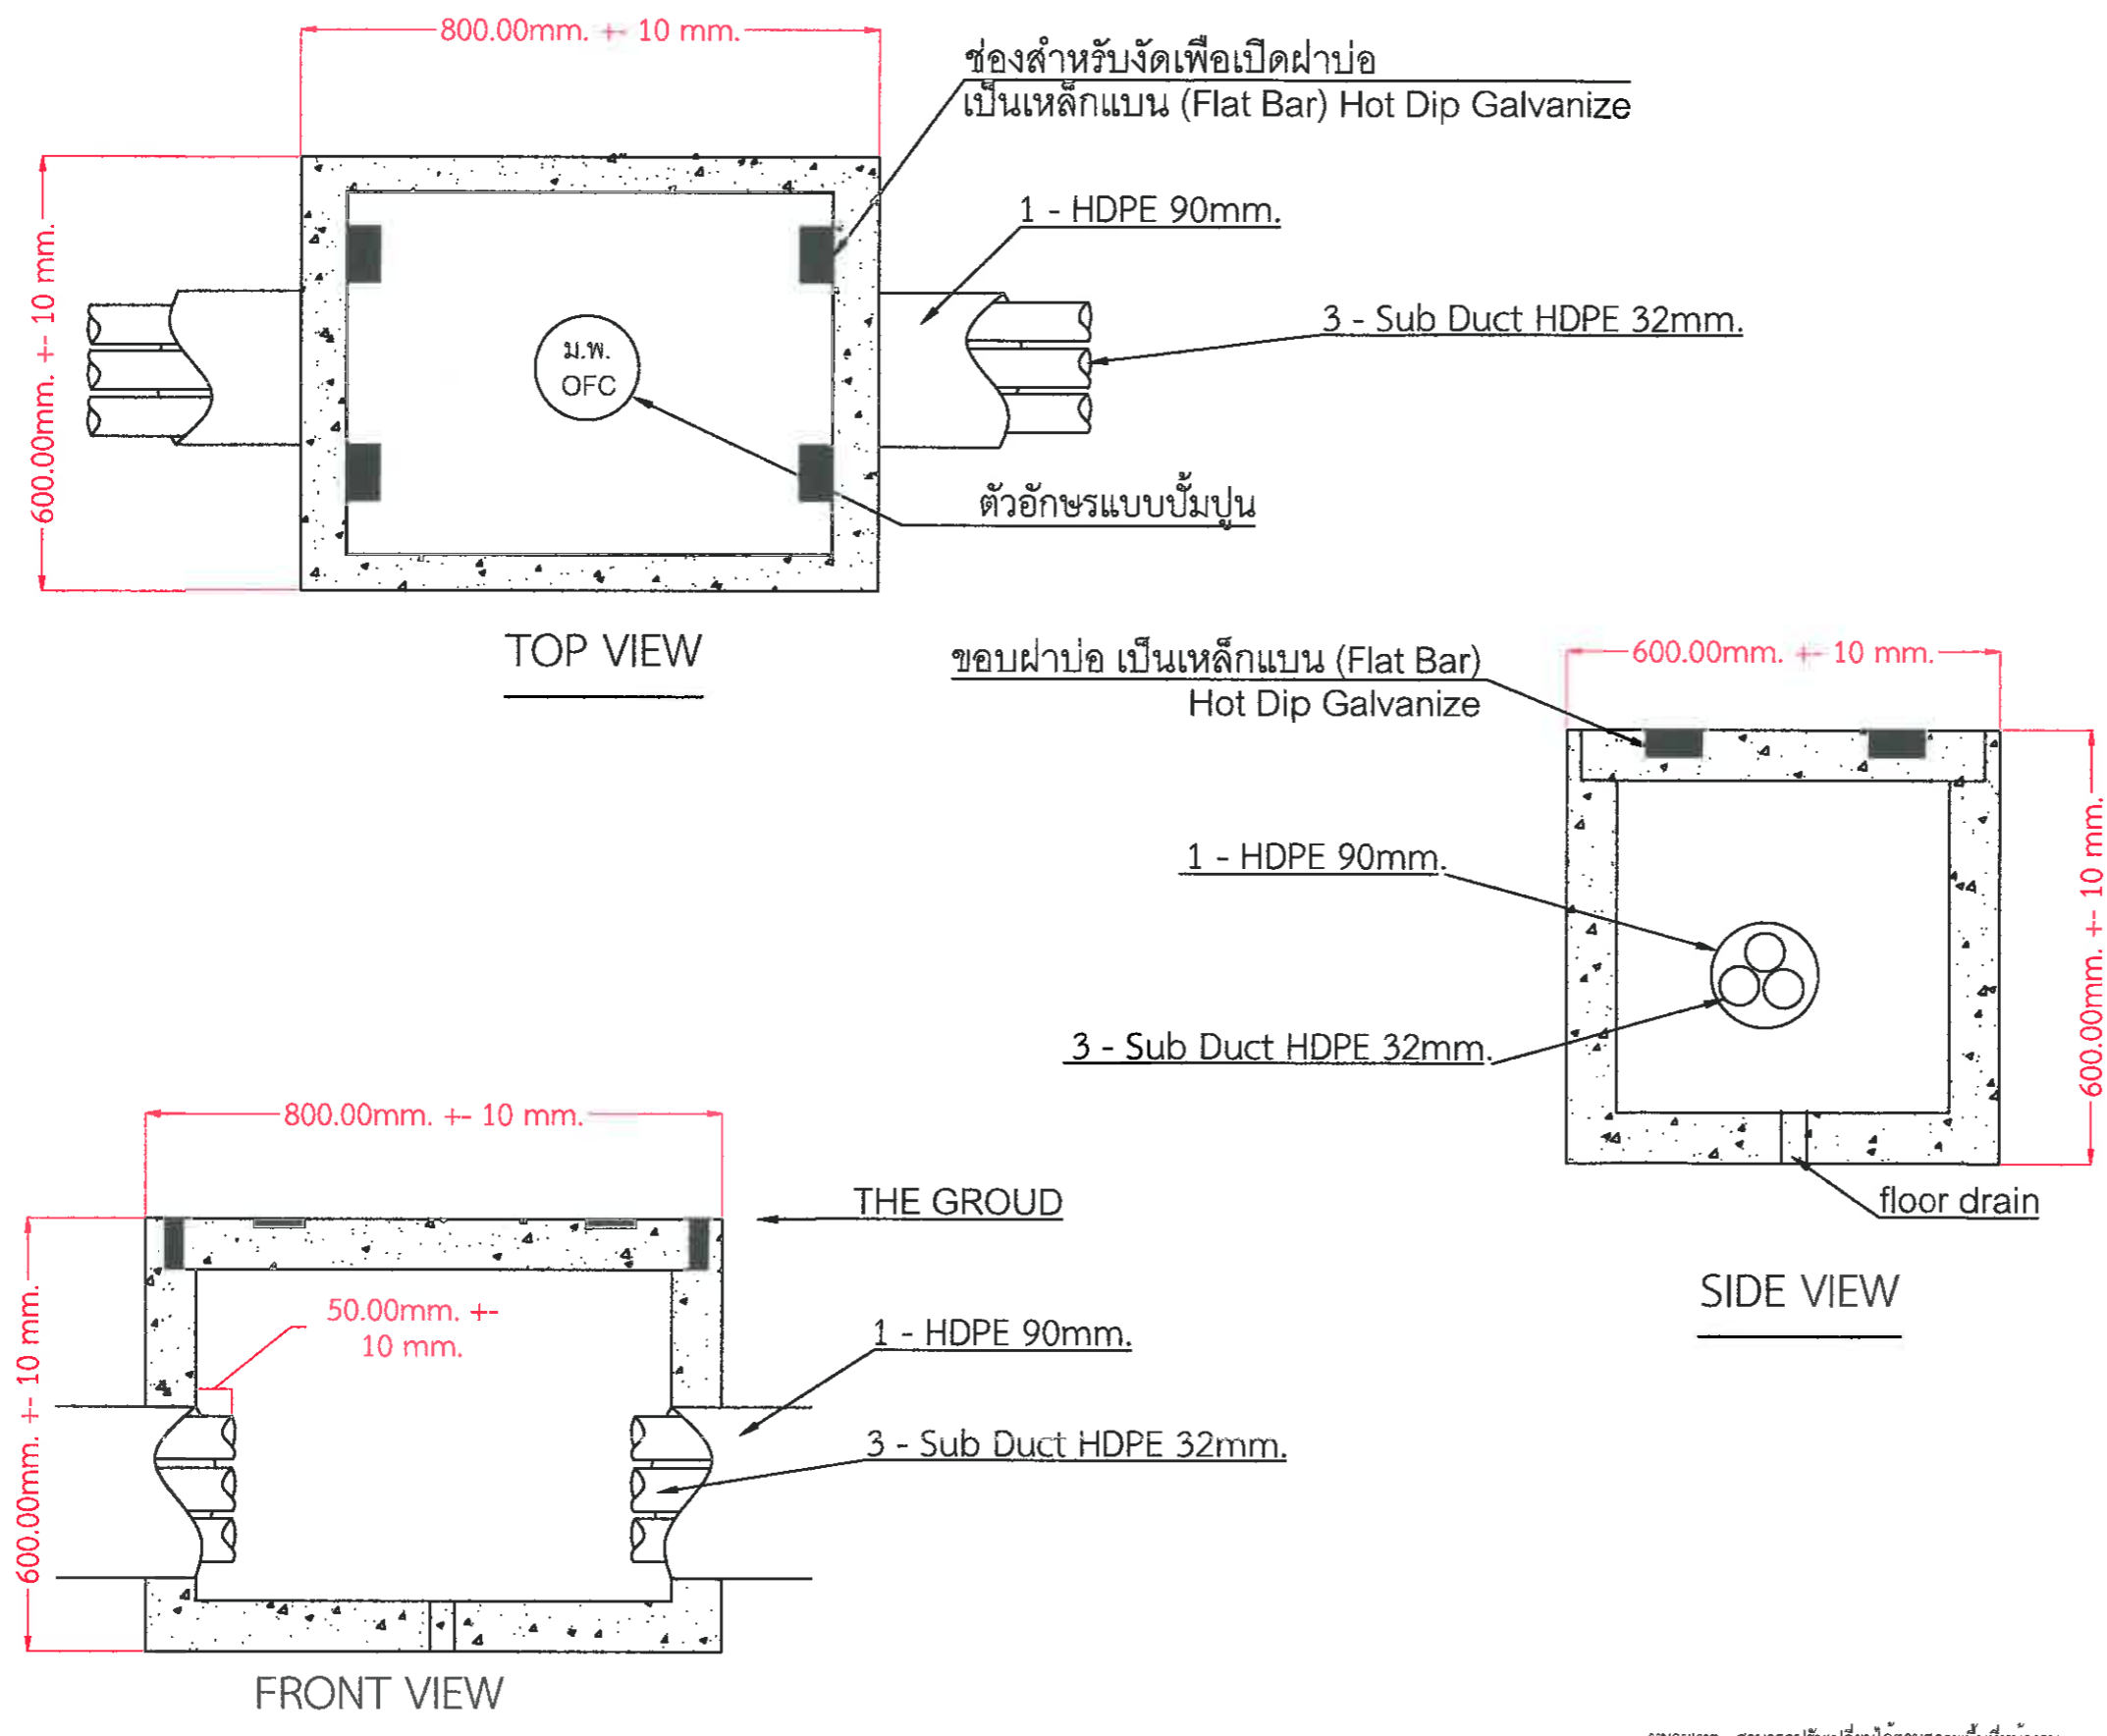 800.00mm. +- 10 mm.
ช่องสำหรับงัดเพื่อเปิดฝาบ่อ
เป็นเหล็กแบน (Flat Bar) Hot Dip Galvanize
1 - HDPE 90mm.
600.00mm. +- 10 mm.
3 - Sub Duct HDPE 32mm.
ม.พ.
OFC
ตัวอักษรแบบปั้มปูน
TOP VIEW
ขอบฝาบ่อ เป็นเหล็กแบน (Flat Bar)
Hot Dip Galvanize
600.00mm. +- 10 mm.
1 - HDPE 90mm.
600.00mm. +- 10 mm.
3 - Sub Duct HDPE 32mm.
floor drain
SIDE VIEW
800.00mm. +- 10 mm.
THE GROUD
50.00mm. +-
10 mm.
1 - HDPE 90mm.
600.00mm. +- 10 mm.
3 - Sub Duct HDPE 32mm.
FRONT VIEW